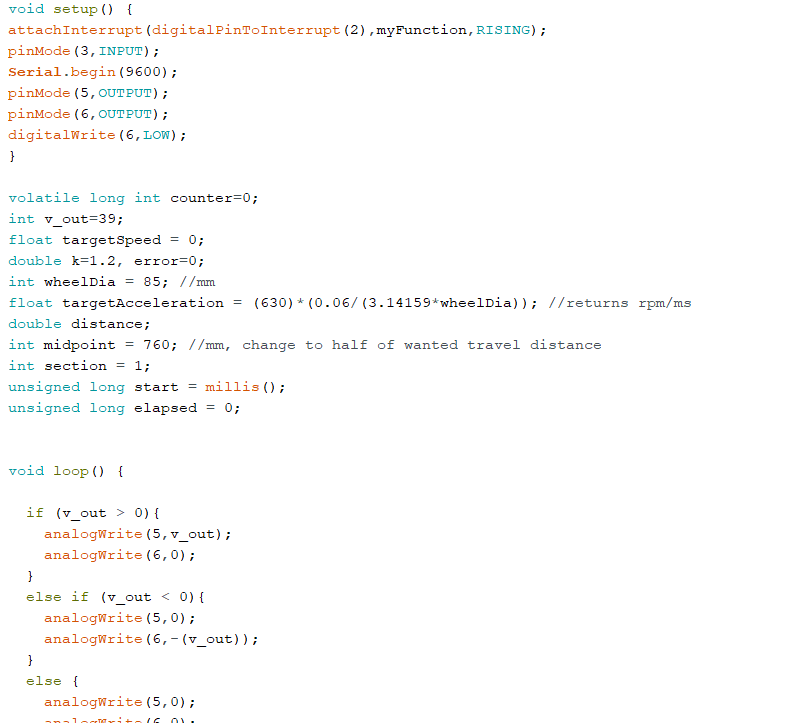 void setup() {
attachInterrupt(digitalPinToInterrupt(2),myFunction,RISING);
pinMode(3,INPUT);
Serial.begin(9600);
pinMode(5,OUTPUT);
pinMode(6,OUTPUT);
digitalWrite(6,LOW);
}
volatile long int counter=0;
int v_out=39;
float targetSpeed = 0;
double k=1.2, error=0;
int wheelDia = 85; //mm
float targetAcceleration = (630)*(0.06/(3.14159*wheelDia)); //returns rpm/ms
double distance;
int midpoint = 760; //mm, change to half of wanted travel distance
int section = 1;
unsigned long start = millis();
unsigned long elapsed = 0;
void loop() {
if (v_out > 0){
analogWrite(5,v_out);
analogWrite(6,0);
}
else if (v_out < 0){
analogWrite(5,0);
analogWrite(6,-(v_out));
}
else {
analogWrite(5,0);
analogWrite(6,0);